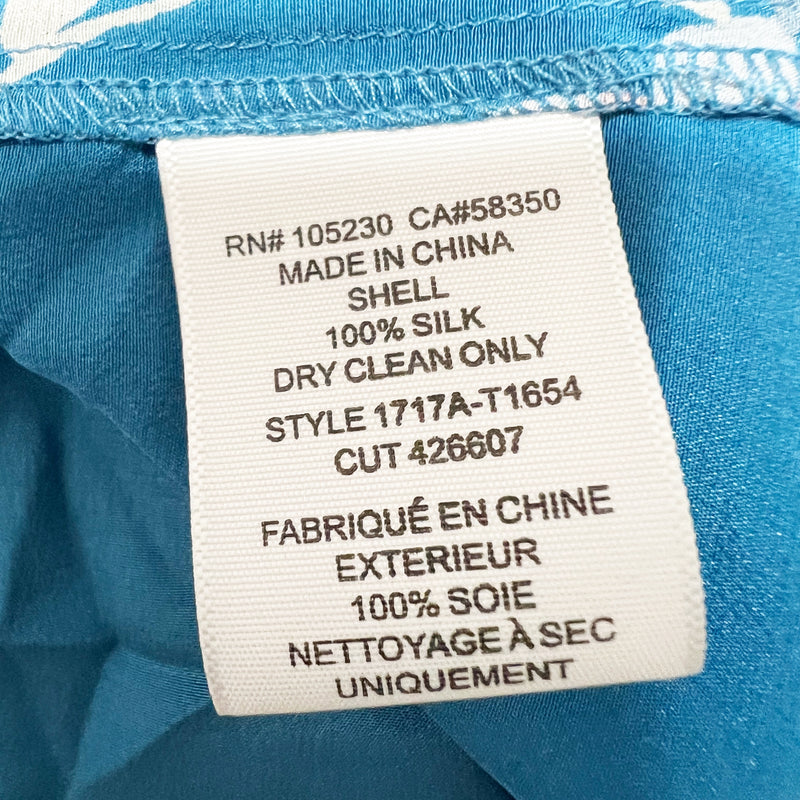 RN# 105230 CA#58350
MADE IN CHINA
SHELL
100% SILK
DRY CLEAN ONLY
STYLE 1717A-T1654
CUT 426607
FABRIQUÉ EN CHINE
EXTERIEUR
100% SOIE
NETTOYAGE À SEC
UNIQUEMENT